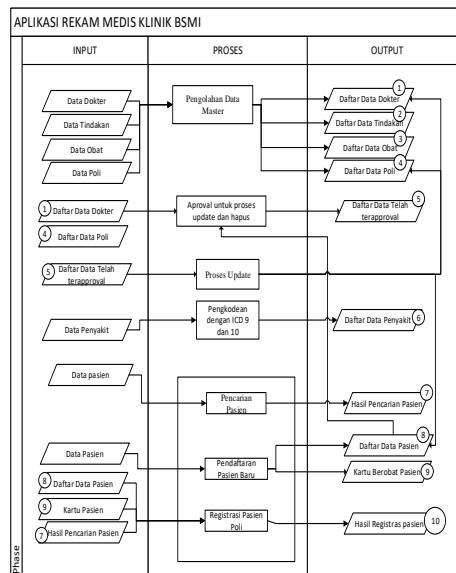 APLIKASI REKAM MEDIS KLINIK BSMI
INPUT
PROSES
OUTPUT
Data Dokter
Data Tindakan
Data Obat
Data Poli
Pengolahan Data
Master
1
Daftar Data Dokter
2
Daftar Data Tindakan
3
Daftar Data Obat
4
Daftar Data Poli
1
Daftar Data Dokter
4
Daftar Data Poli
Aproval untuk proses
update dan hapus
5
Daftar Data Telah
terapproval
5
Daftar Data Telah
terapproval
Proses Update
Data Penyakit
Pengkodean
dengan ICD 9
dan 10
Daftar Data Penyakit
6
Data pasien
Pencarian
Pasien
7
Hasil Pencarian Pasien
Data Pasien
Pendaftaran
Pasien Baru
8
Daftar Data Pasien
Kartu Berobat Pasien
9
8
Daftar Data Pasien
9
Kartu Pasien
7
Hasil Pencarian Pasien
Registrasi Pasien
Poli
Hasil Registras pasien
10
Phase